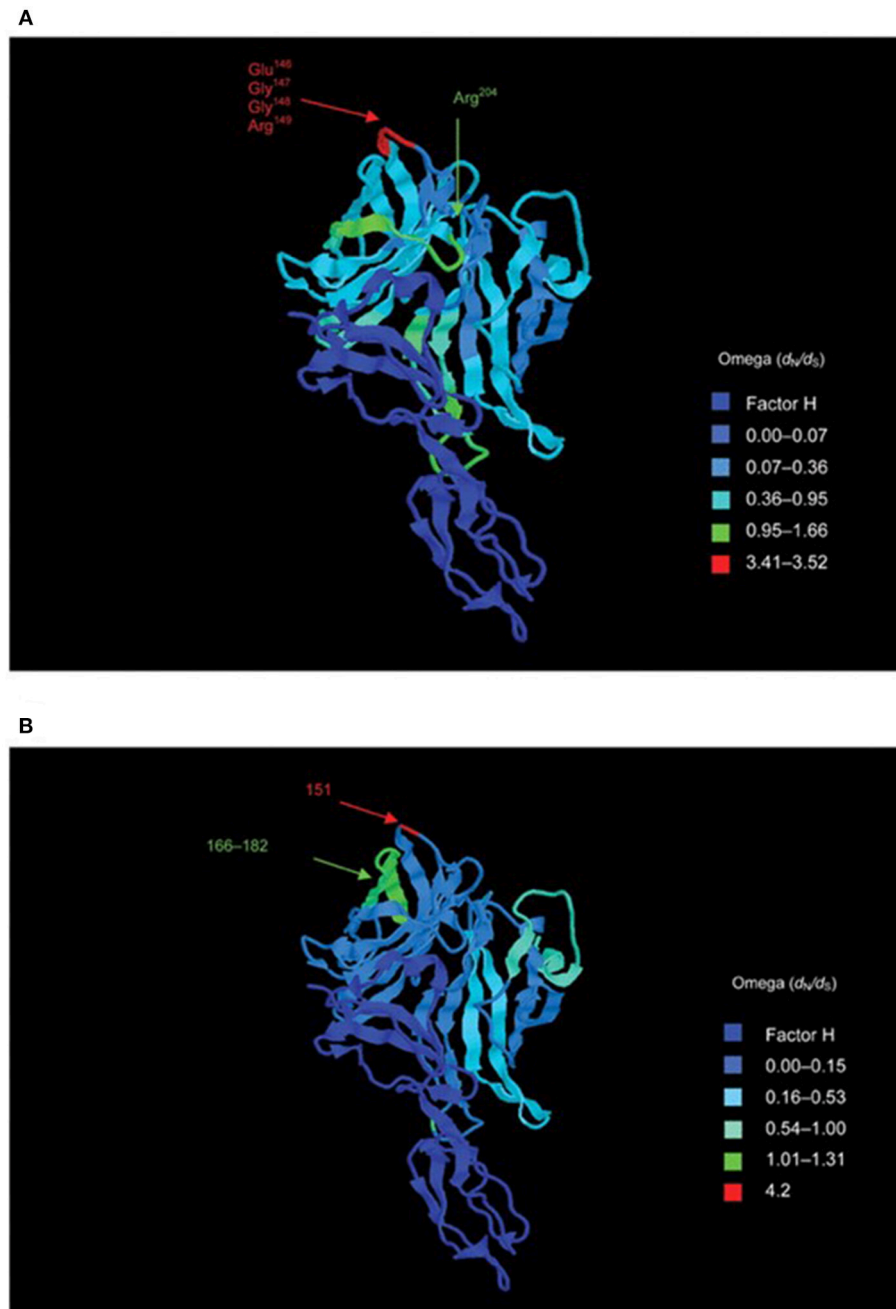 A
Glu¹⁴⁶
Gly¹⁴⁷
Gly¹⁴⁸
Arg¹⁴⁹
Arg²⁰⁴
Omega (dN/dS)
Factor H
0.00–0.07
0.07–0.36
0.36–0.95
0.95–1.66
3.41–3.52
B
151
166–182
Omega (dN/dS)
Factor H
0.00–0.15
0.16–0.53
0.54–1.00
1.01–1.31
4.2